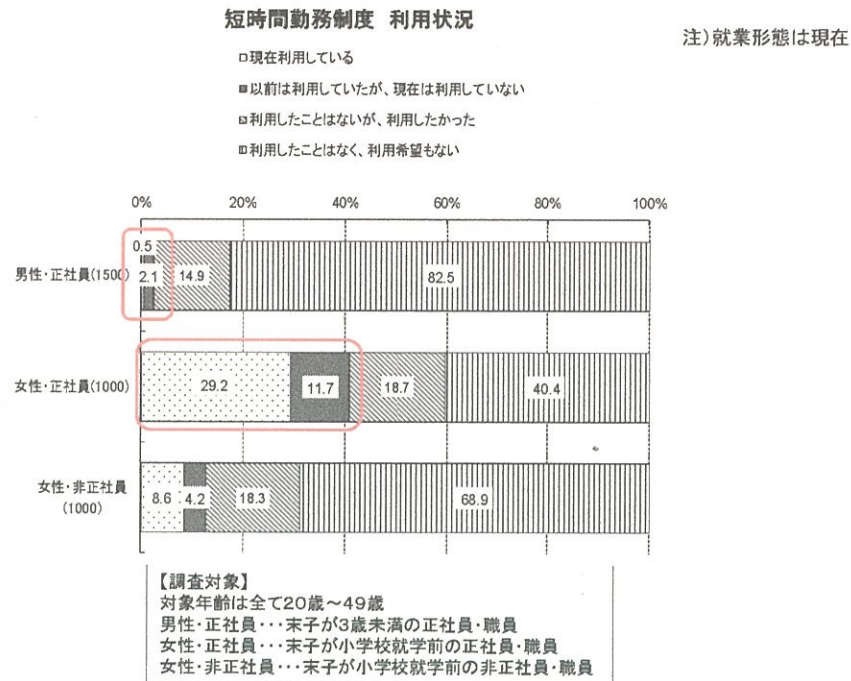 短時間勤務制度 利用状況
注)就業形態は現在
現在利用している
以前は利用していたが、現在は利用していない
利用したことはないが、利用したかった
利用したことはなく、利用希望もない
0% 20% 40% 60% 80% 100%
男性・正社員(1500) 0.5 2.1 14.9 82.5
女性・正社員(1000) 29.2 11.7 18.7 40.4
女性・非正社員
(1000)
8.6 4.2 18.3 68.9
【調査対象】
対象年齢は全て20歳～49歳
男性・正社員・・・末子が3歳未満の正社員・職員
女性・正社員・・・末子が小学校就学前の正社員・職員
女性・非正社員・・・末子が小学校就学前の非正社員・職員